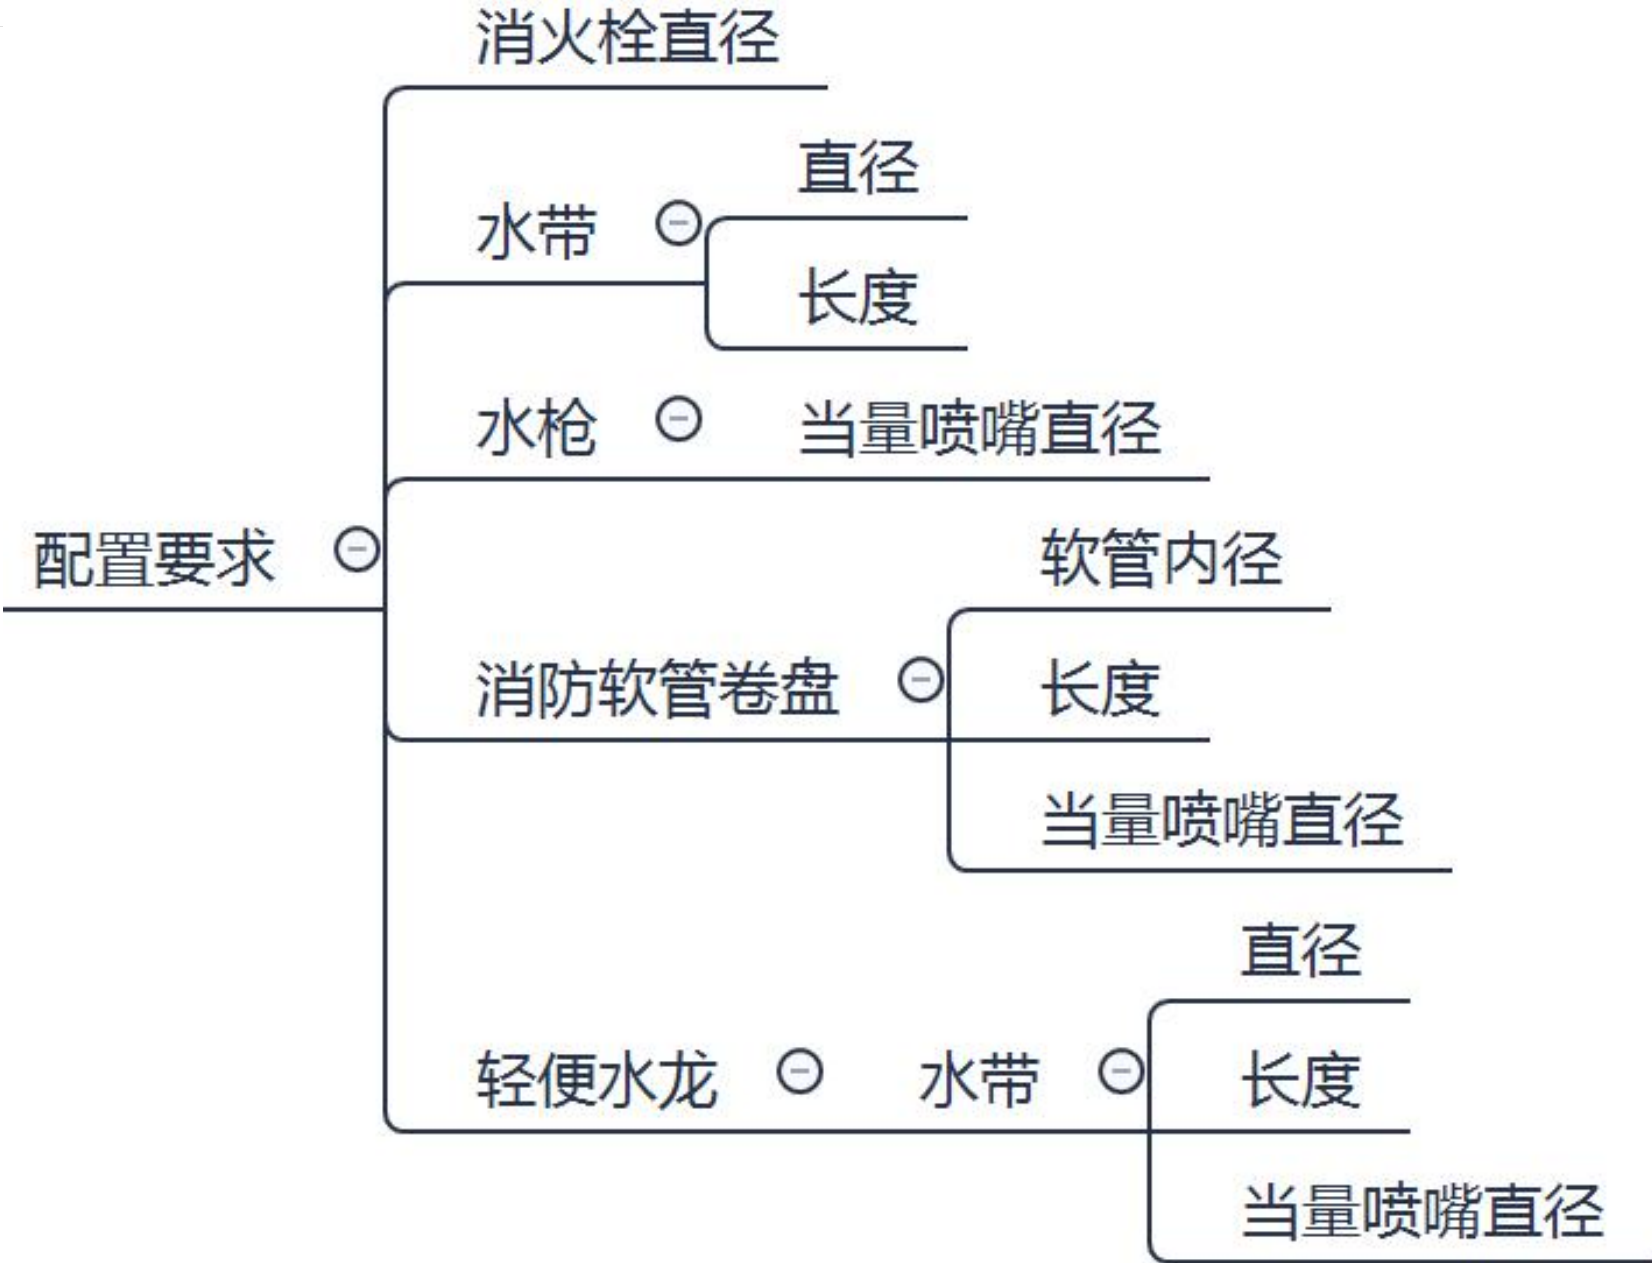 消火栓直径
直径
水带
长度
水枪 当量喷嘴直径
配置要求
软管内径
消防软管卷盘 长度
当量喷嘴直径
直径
轻便水龙 水带 长度
当量喷嘴直径